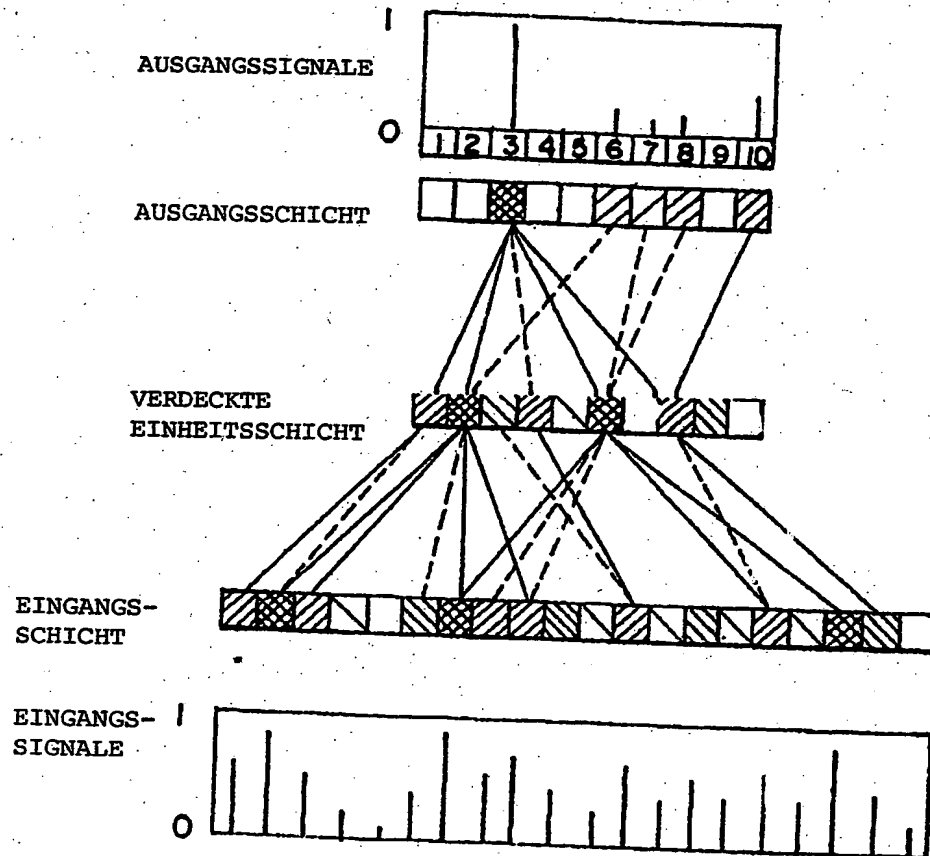 1
AUSGANGSSIGNALE
0
1 2 3 4 5 6 7 8 9 10
AUSGANGSSCHICHT
VERDECKTE
EINHEITSSCHICHT
EINGANGS-
SCHICHT
EINGANGS-
SIGNALE
1
0